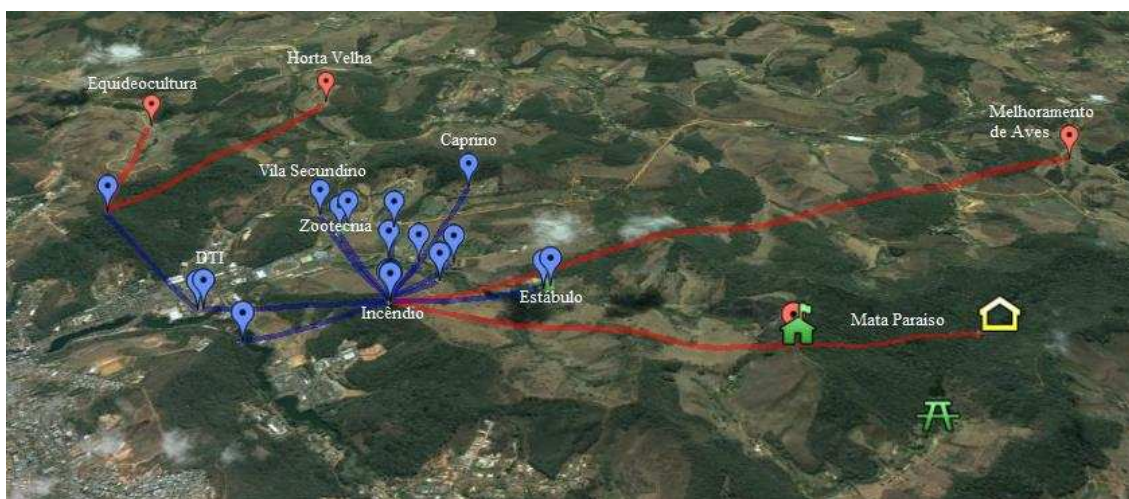 Horta Velha
Equideocultura
Melhoramento
de Aves
Caprino
Vila Secundino
Zootecnia
DTI
Estábulo
Incêndio
Mata Paraiso